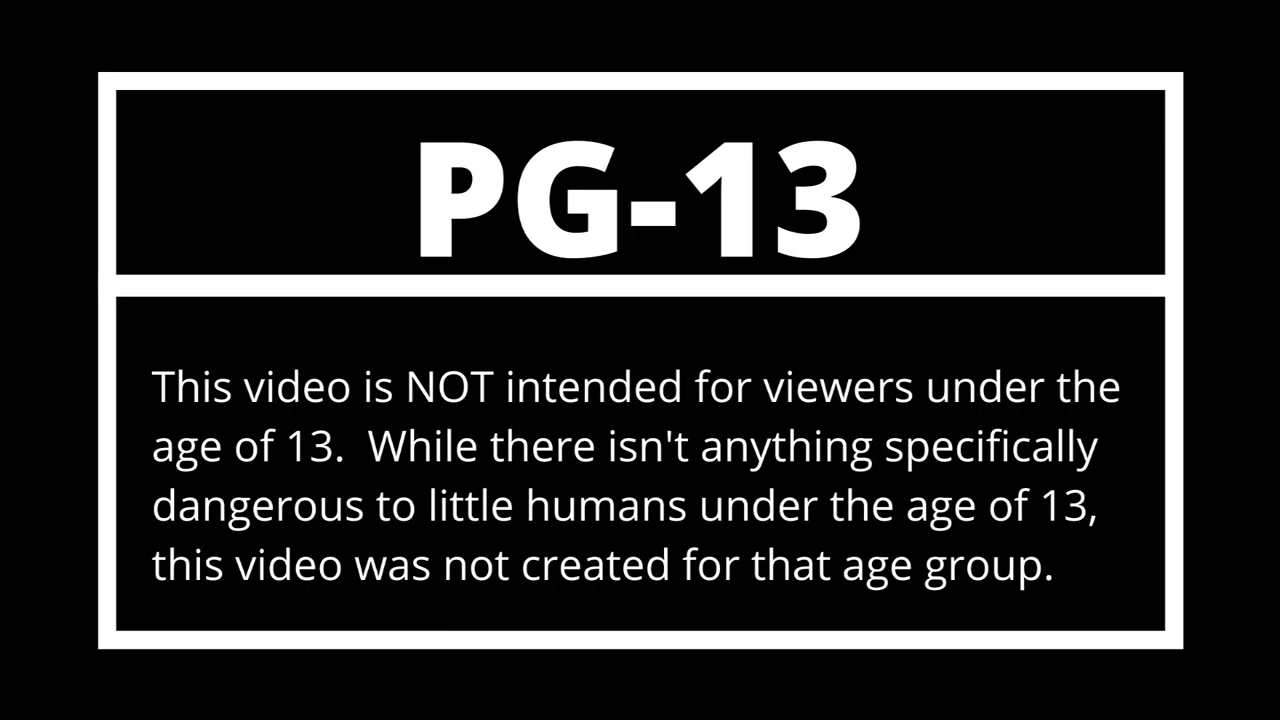 PG-13
This video is NOT intended for viewers under the
age of 13.  While there isn't anything specifically
dangerous to little humans under the age of 13,
this video was not created for that age group.